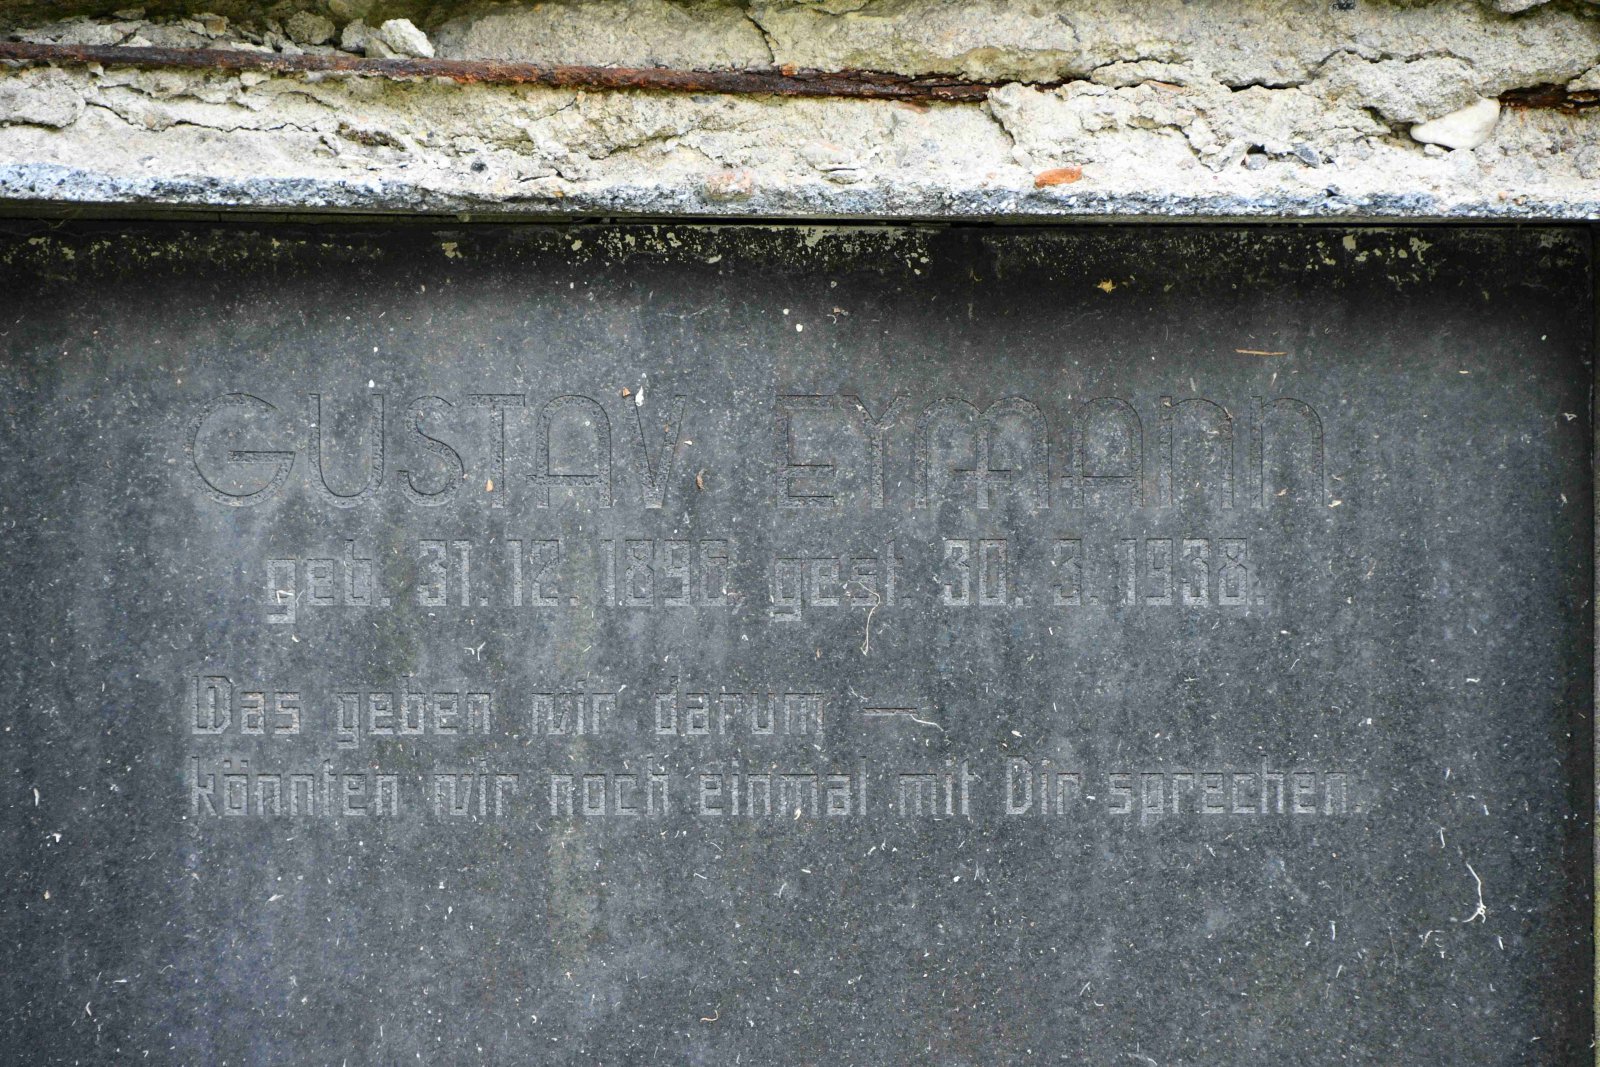 GUSTAV EYMANN
geb. 31. 12. 1896 gest. 30. 3. 1938.
Was geben wir darum —
könnten wir noch einmal mit Dir sprechen.